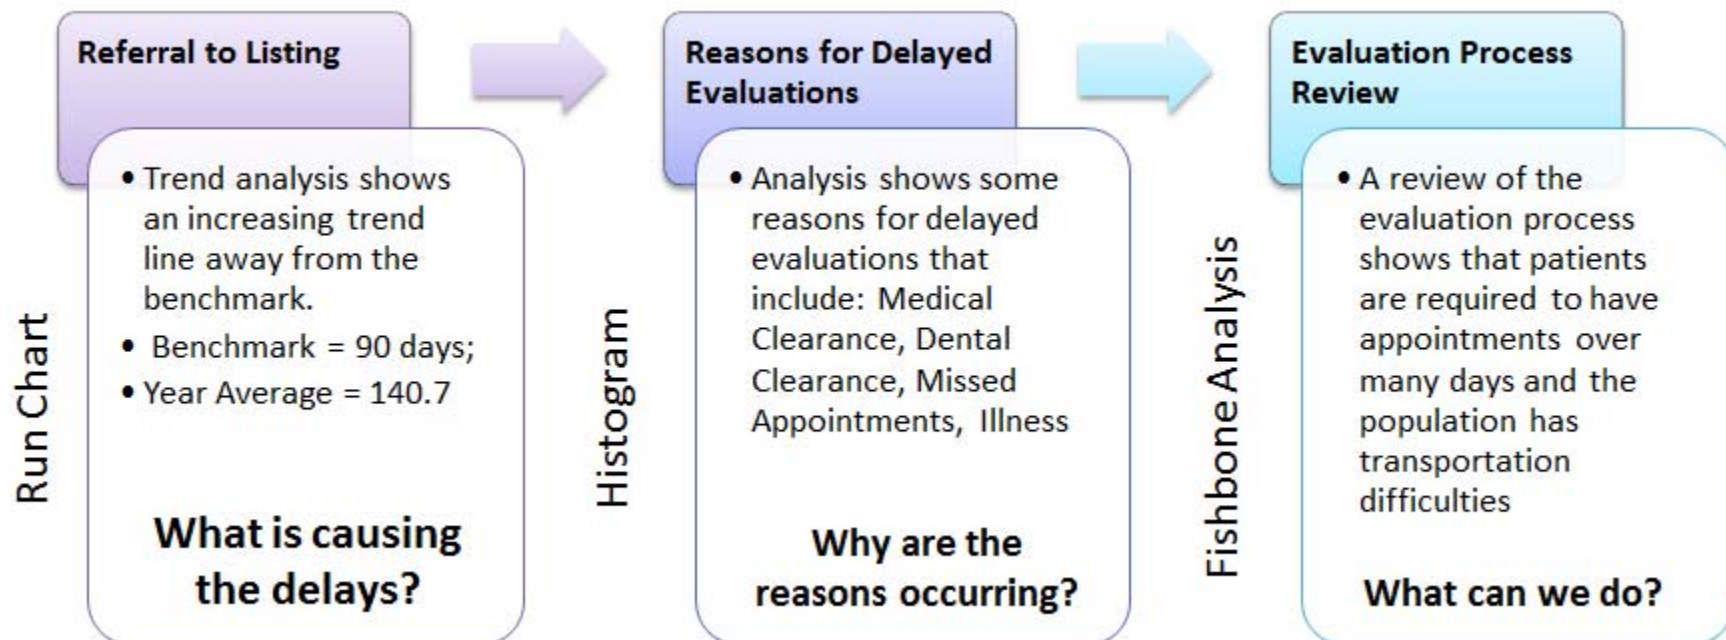 Referral to Listing
Run Chart
• Trend analysis shows
an increasing trend
line away from the
benchmark.
• Benchmark = 90 days;
• Year Average = 140.7
What is causing
the delays?
Reasons for Delayed
Evaluations
Histogram
• Analysis shows some
reasons for delayed
evaluations that
include: Medical
Clearance, Dental
Clearance, Missed
Appointments, Illness
Why are the
reasons occurring?
Evaluation Process
Review
Fishbone Analysis
• A review of the
evaluation process
shows that patients
are required to have
appointments over
many days and the
population has
transportation
difficulties
What can we do?